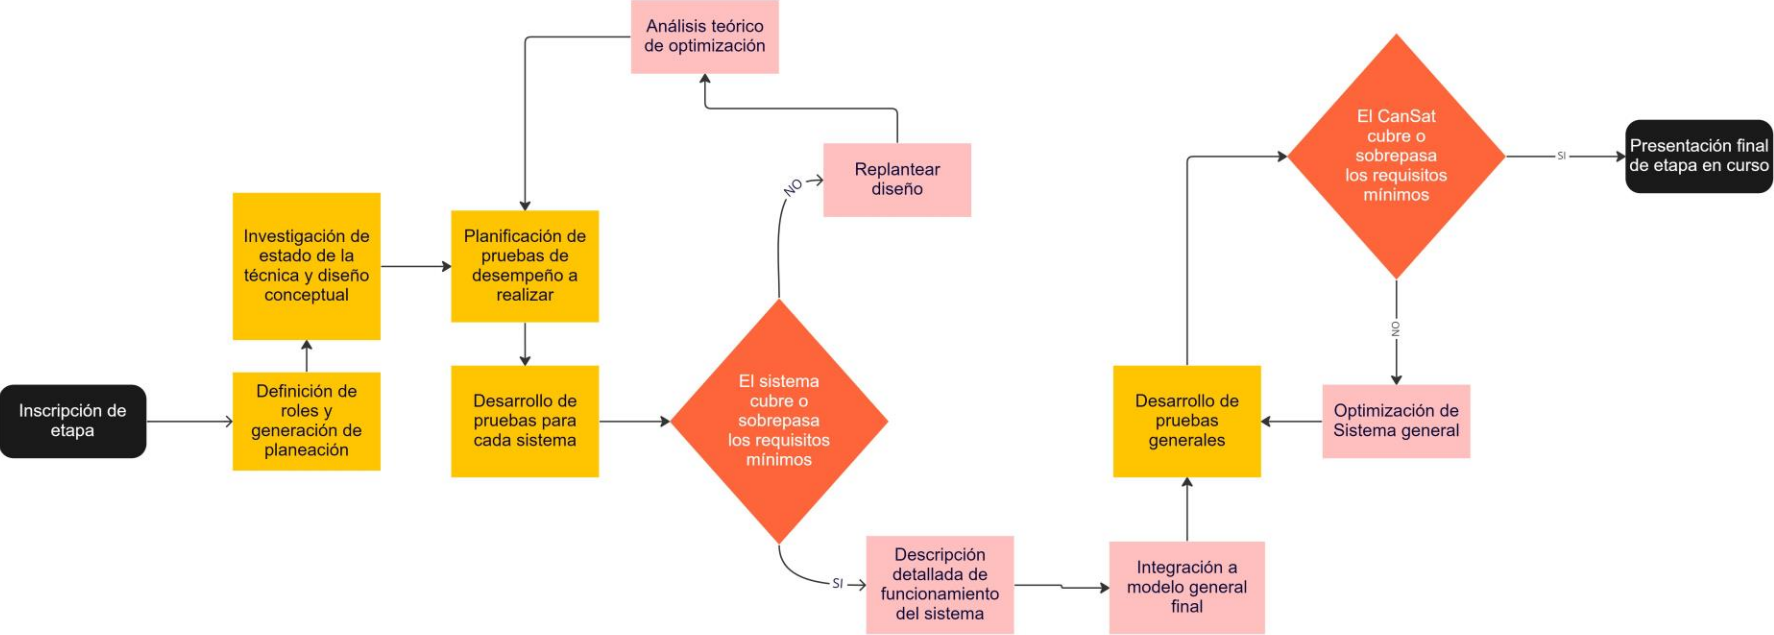 Inscripción de
etapa
Definición de
roles y
generación de
planeación
Investigación de
estado de la
técnica y diseño
conceptual
Planificación de
pruebas de
desempeño a
realizar
Desarrollo de
pruebas para
cada sistema
El sistema
cubre o
sobrepasa
los requisitos
mínimos
NO
Replantear
diseño
Análisis teórico
de optimización
SI
Descripción
detallada de
funcionamiento
del sistema
Integración a
modelo general
final
Desarrollo de
pruebas
generales
El CanSat
cubre o
sobrepasa
los requisitos
mínimos
NO
Optimización de
Sistema general
SI
Presentación final
de etapa en curso